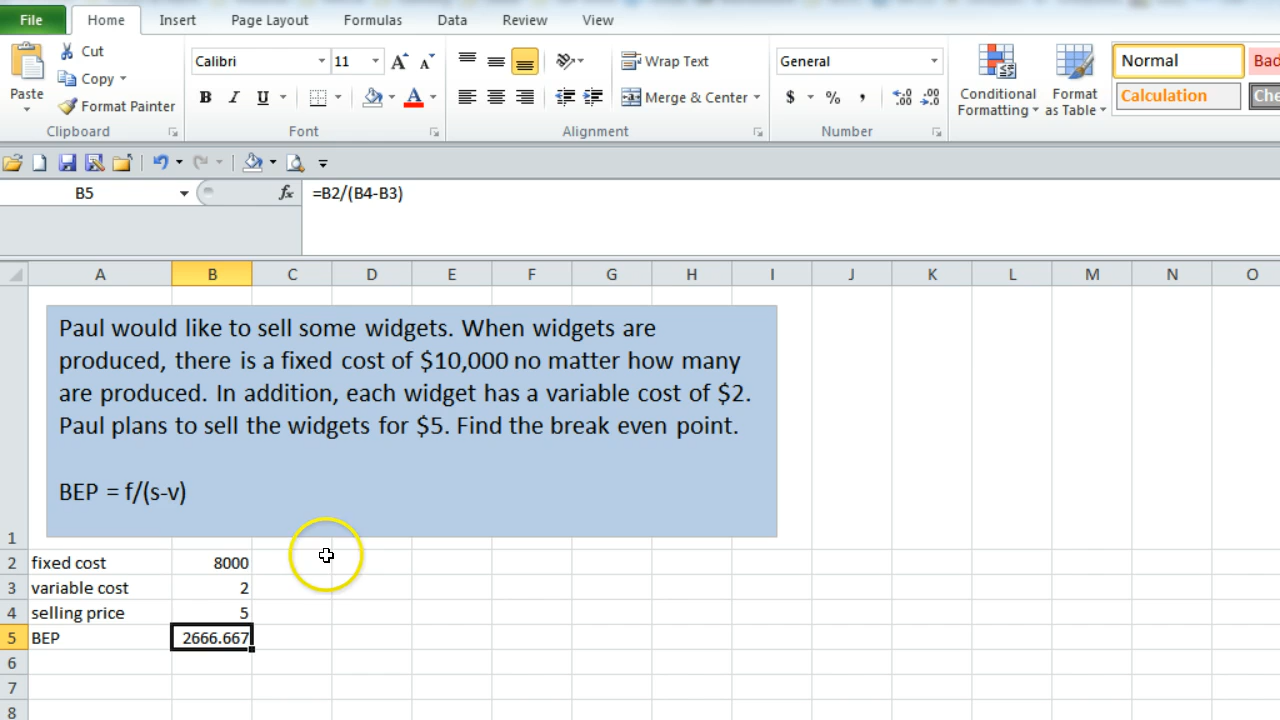 File Home Insert Page Layout Formulas Data Review View
Cut
Copy
Format Painter
Paste
Calibri 11
B I U
A
Wrap Text
Merge & Center
General
$ % ,
Conditional Formatting
Format as Table
Normal Bad
Calculation Che
Clipboard Font Alignment Number
B5 fx =B2/(B4-B3)
A B C D E F G H I J K L M N O
Paul would like to sell some widgets. When widgets are
produced, there is a fixed cost of $10,000 no matter how many
are produced. In addition, each widget has a variable cost of $2.
Paul plans to sell the widgets for $5. Find the break even point.
BEP = f/(s-v)
1
2 fixed cost 8000
3 variable cost 2
4 selling price 5
5 BEP 2666.667
6
7
8